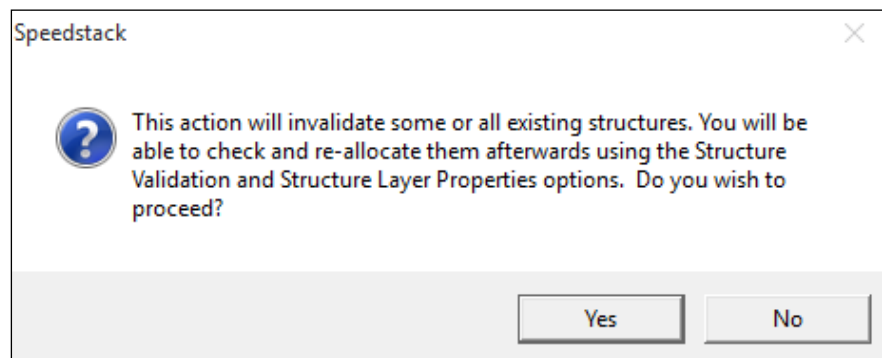 Speedstack
This action will invalidate some or all existing structures. You will be
able to check and re-allocate them afterwards using the Structure
Validation and Structure Layer Properties options.  Do you wish to
proceed?
Yes
No